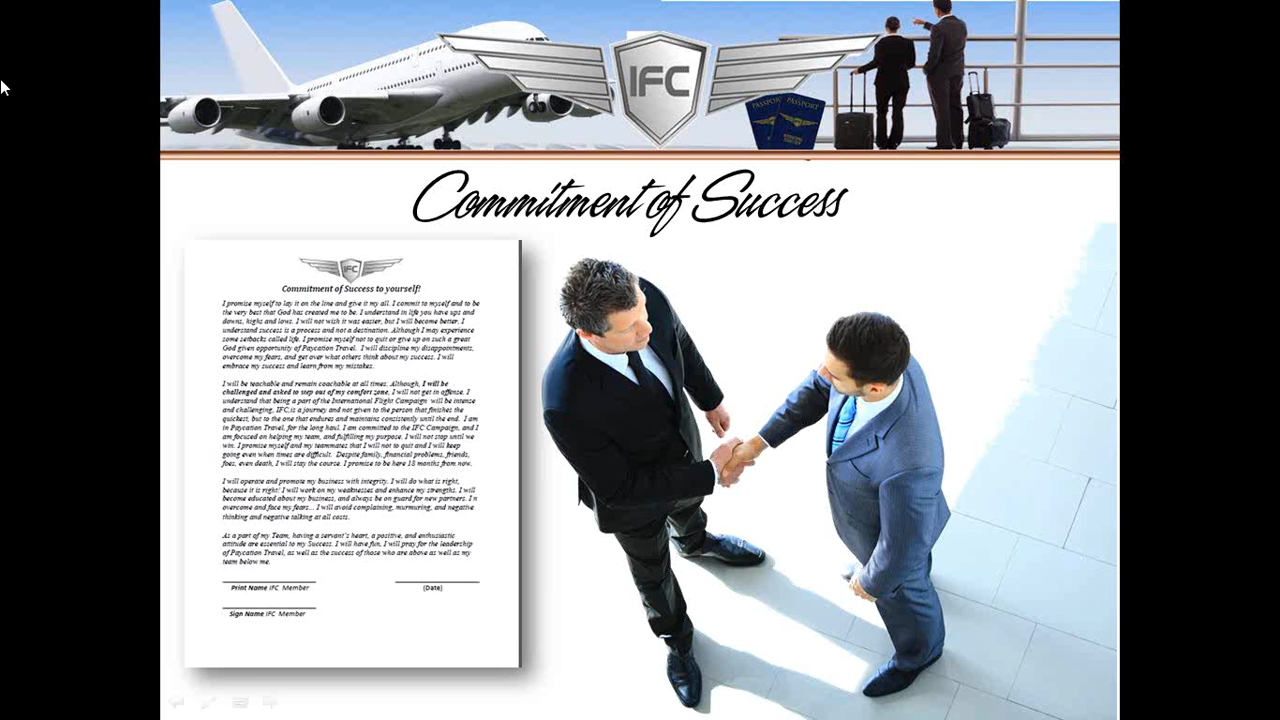 IFC
PASSPORT
PASSPORT
Commitment of Success
IFC
Commitment of Success to yourself!
I promise myself to lay it on the line and give it my all. I commit to myself and to be
the very best that God has created me to be. I understand in life you have ups and
downs, highs and lows. I will not wish it was easier, but I will become better. I
understand success is a process and not a destination. Although I may experience
some setbacks called life. I promise myself not to quit or give up on such a great
God given opportunity of Paycation Travel. I will discipline my disappointments,
overcome my fears, and get over what others think about my success. I will
embrace my success and learn from my mistakes.
I will be teachable and remain coachable at all times. Although, I will be
challenged and asked to step out of my comfort zone, I will not get in offense. I
understand that being a part of the International Flight Campaign will be intense
and challenging, IFC,is a journey and not given to the person that finishes the
quickest, but to the one that endures and maintains consistently until the end. I am
in Paycation Travel, for the long haul. I am committed to the IFC Campaign, and I
am focused on helping my team, and fulfilling my purpose. I will not stop until we
win. I promise myself and my teammates that I will not to quit and I will keep
going even when times are difficult. Despite family, financial problems, friends,
foes, even death, I will stay the course. I promise to be here 18 months from now.
I will operate and promote my business with integrity. I will do what is right,
because it is right! I will work on my weaknesses and enhance my strengths. I will
become educated about my business, and always be on guard for new partners. I n
overcome and face my fears... I will avoid complaining, murmuring, and negative
thinking and negative talking at all costs.
As a part of my Team, having a servant's heart, a positive, and enthusiastic
attitude are essential to my Success. I will have fun, I will pray for the leadership
of Paycation Travel, as well as the success of those who are above as well as my
team below me.
Print Name IFC Member (Date)
Sign Name IFC Member